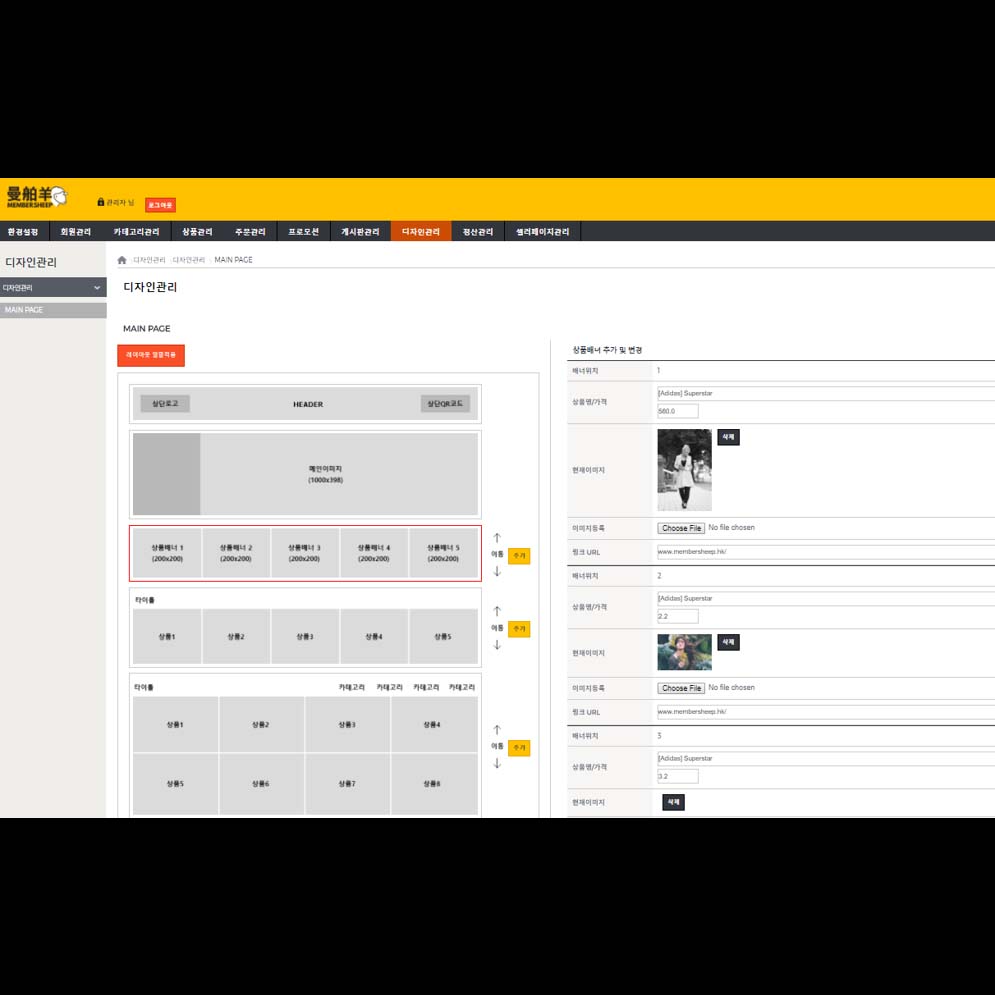 曼舶羊
MEMBERSHEEP
관리자 님
로그아웃
환경설정 회원관리 카테고리관리 상품관리 주문관리 프로모션 게시판관리 디자인관리 정산관리 셀러페이지관리
디자인관리
디자인관리
MAIN PAGE
디자인관리 디자인관리 MAIN PAGE
디자인관리
MAIN PAGE
레이아웃 일괄적용
상단로고 HEADER 상단QR코드
메인이미지
(1000x398)
상품배너 1 상품배너 2 상품배너 3 상품배너 4 상품배너 5
(200x200) (200x200) (200x200) (200x200) (200x200)
이동 추가
타이틀
상품1 상품2 상품3 상품4 상품5
이동 추가
타이틀 카테고리 카테고리 카테고리 카테고리
상품1 상품2 상품3 상품4
이동 추가
상품5 상품6 상품7 상품8
상품배너 추가 및 변경
배너위치 1
상품명/가격 [Adidas] Superstar
560.0
현재이미지 삭제
이미지등록 Choose File No file chosen
링크 URL www.membersheep.hk/
배너위치 2
상품명/가격 [Adidas] Superstar
2.2
현재이미지 삭제
이미지등록 Choose File No file chosen
링크 URL www.membersheep.hk/
배너위치 3
상품명/가격 [Adidas] Superstar
3.2
현재이미지 삭제